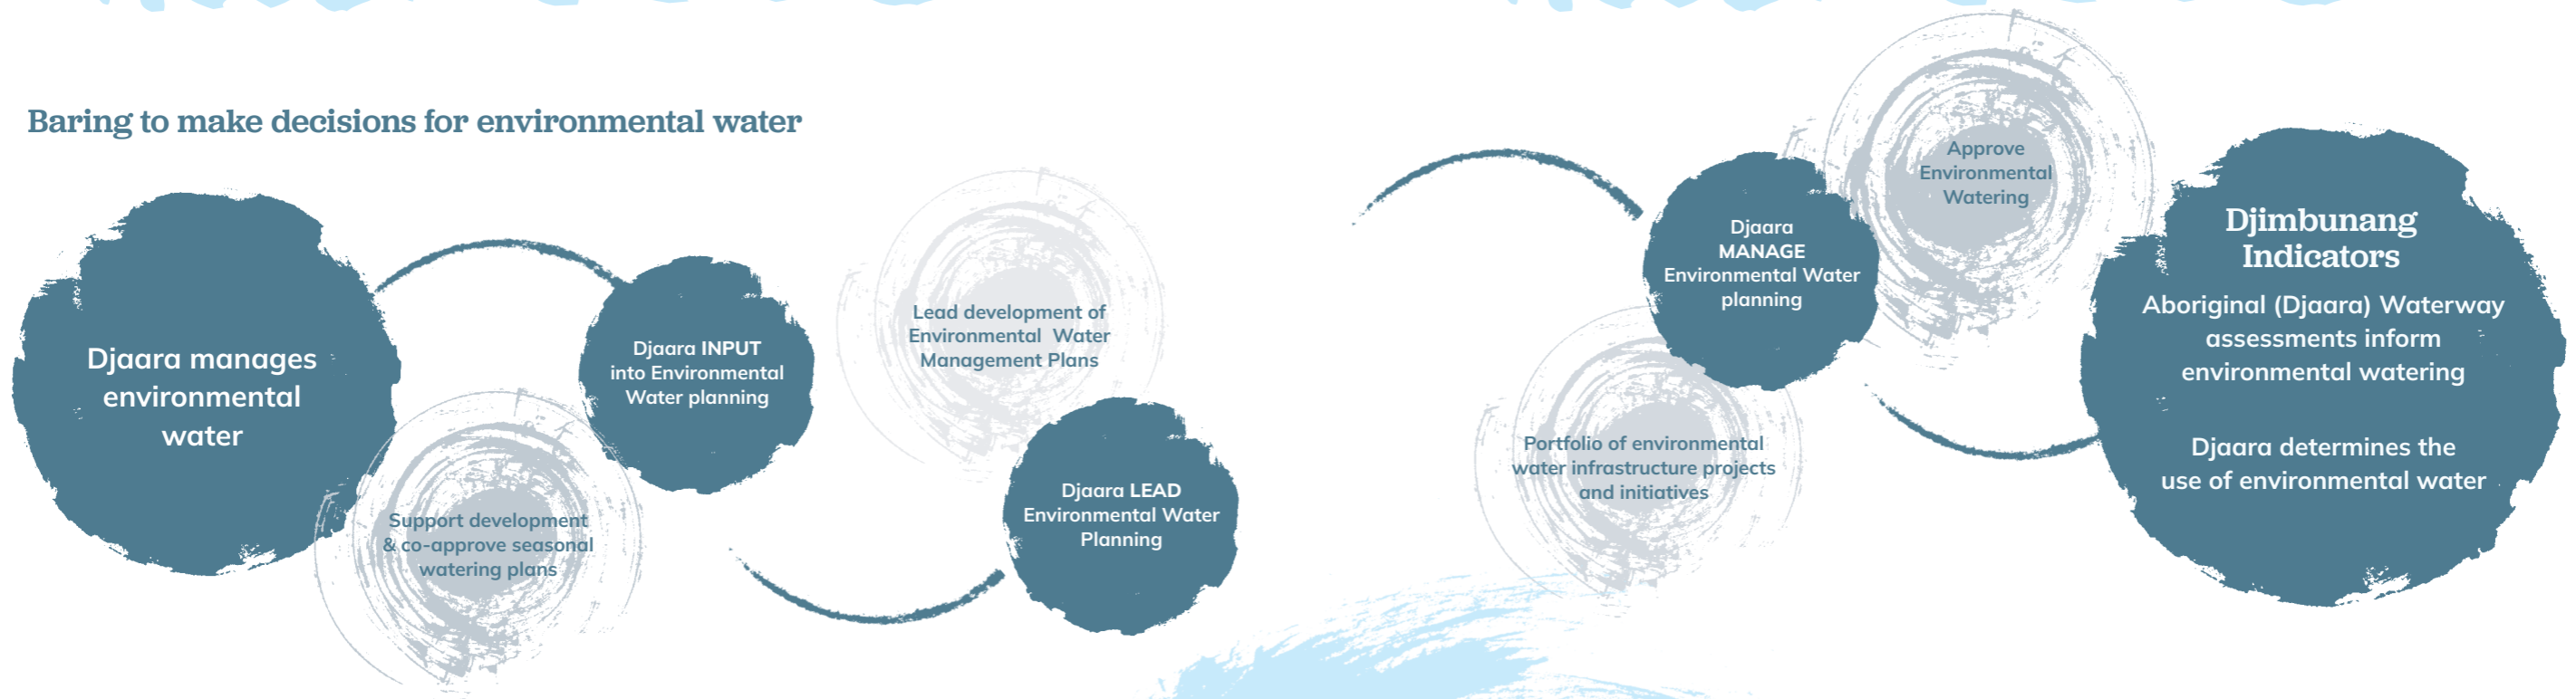 Baring to make decisions for environmental water
Djaara manages
environmental
water
Support development
& co-approve seasonal
watering plans
Djaara INPUT
into Environmental
Water planning
Lead development of
Environmental Water
Management Plans
Djaara LEAD
Environmental Water
Planning
Djaara
MANAGE
Environmental Water
planning
Portfolio of environmental
water infrastructure projects
and initiatives
Approve
Environmental
Watering
Djimbunang
Indicators
Aboriginal (Djaara) Waterway
assessments inform
environmental watering
Djaara determines the
use of environmental water